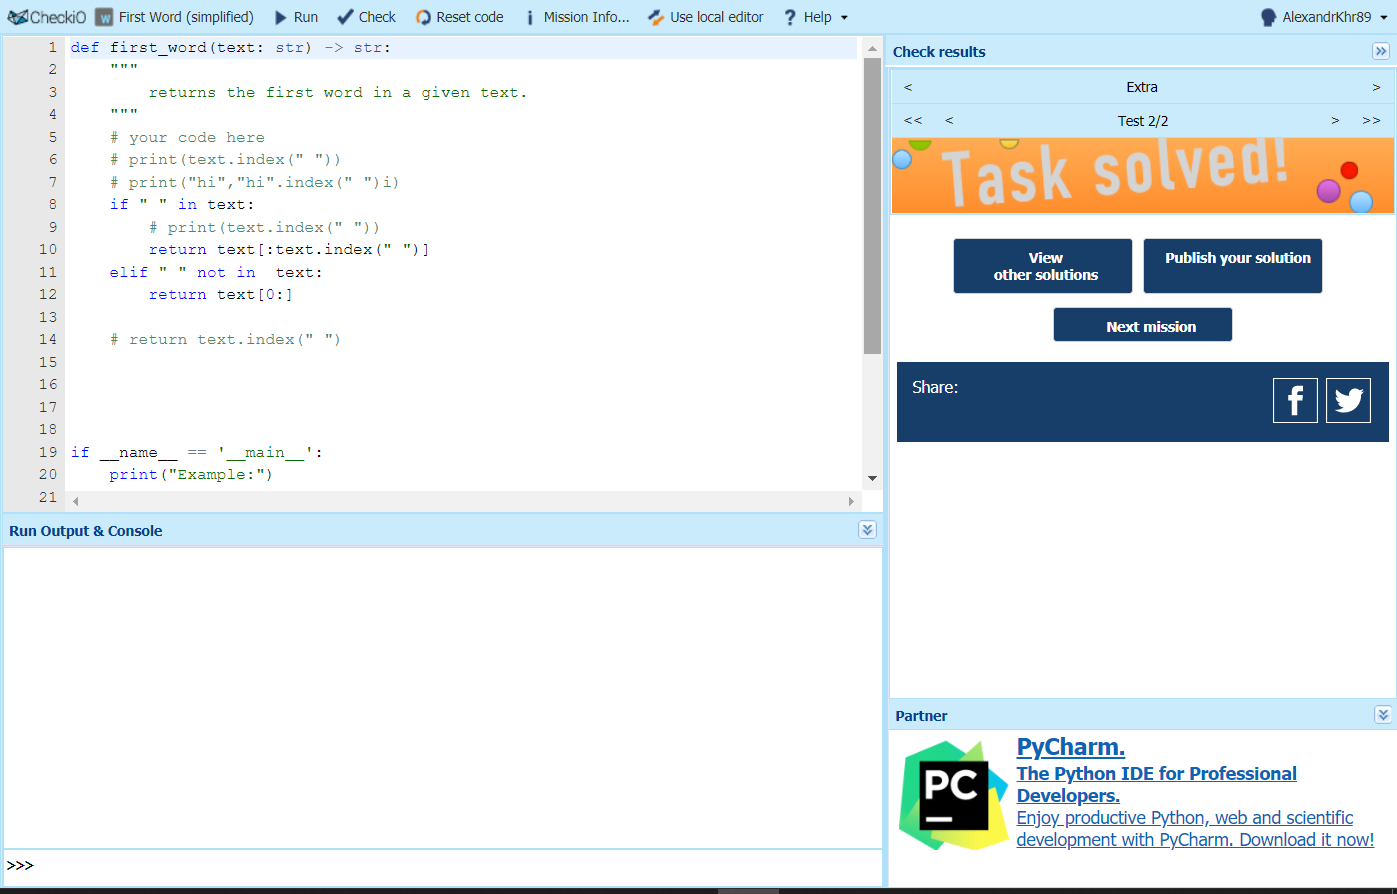 CheckiO w First Word (simplified) Run Check Reset code Mission Info... Use local editor ? Help AlexandrKhr89
1 def first_word(text: str) -> str:
2     """
3         returns the first word in a given text.
4     """
5     # your code here
6     # print(text.index(" "))
7     # print("hi","hi".index(" ")i)
8     if " " in text:
9         # print(text.index(" "))
10         return text[:text.index(" ")]
11     elif " " not in  text:
12         return text[0:]
13
14     # return text.index(" ")
15
16
17
18
19 if __name__ == '__main__':
20     print("Example:")
21
Run Output & Console
>>>
Check results
< Extra >
<< < Test 2/2 > >>
Task solved!
View
other solutions
Publish your solution
Next mission
Share:
Partner
PC
PyCharm.
The Python IDE for Professional
Developers.
Enjoy productive Python, web and scientific
development with PyCharm. Download it now!